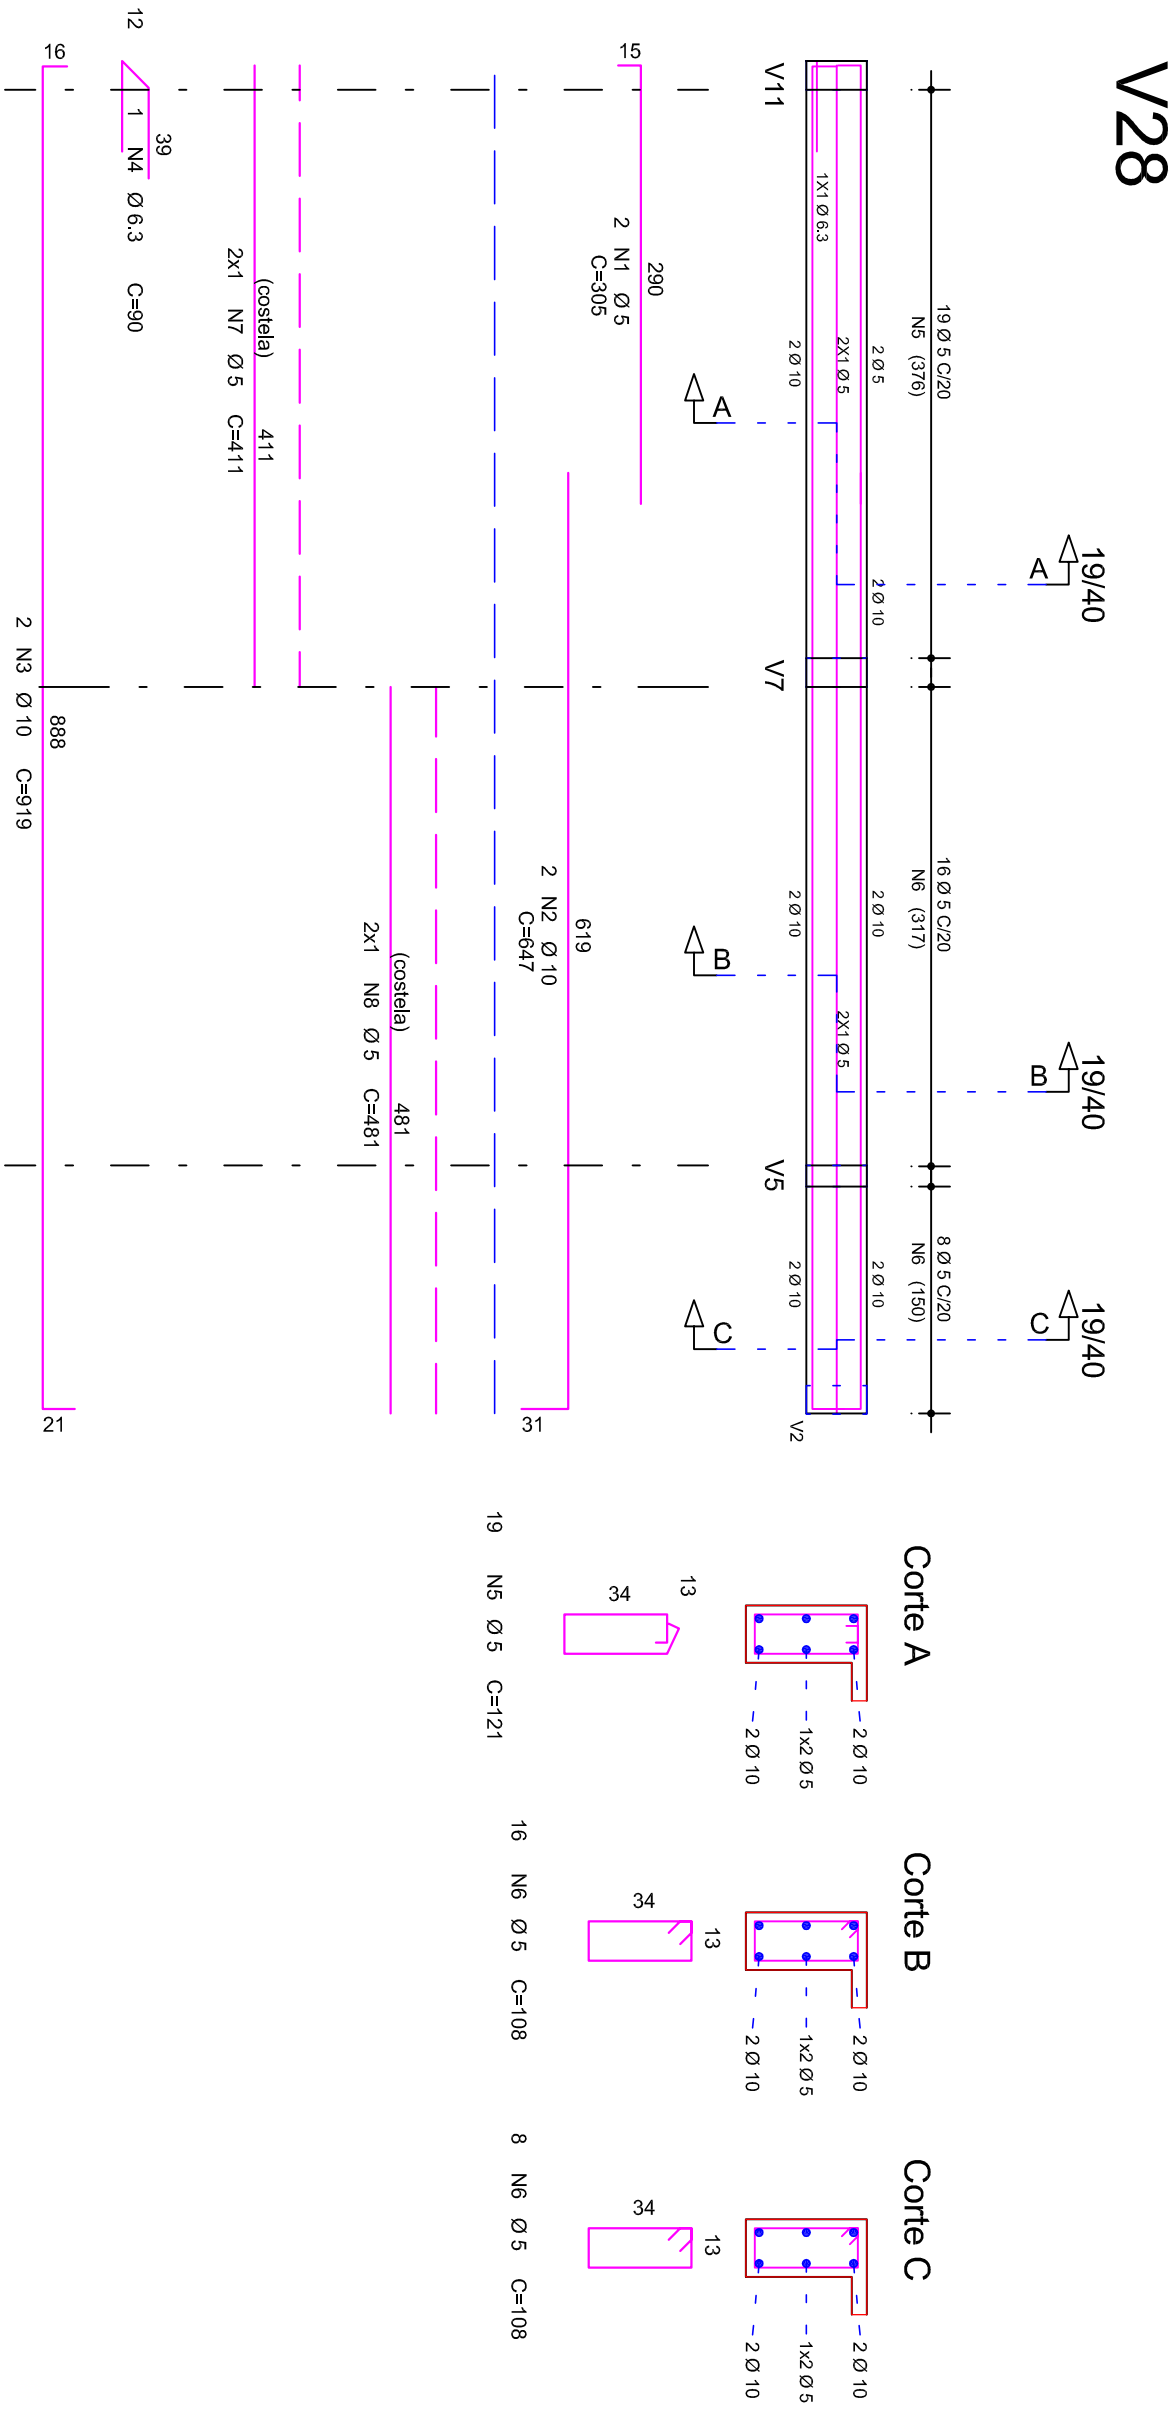 V28
19/40
19/40
19/40
A
B
C
19 Ø 5 C/20
N5 (376)
16 Ø 5 C/20
N6 (317)
8 Ø 5 C/20
N6 (150)
2 Ø 5
2 Ø 10
2 Ø 10
2 Ø 10
2X1 Ø 5
2X1 Ø 5
1X1 Ø 6.3
2 Ø 10
2 Ø 10
2 Ø 10
V2
V11
V7
V5
A
B
C
15
290
2 N1 Ø 5
C=305
619
2 N2 Ø 10
C=647
31
(costela)
481
2x1 N8 Ø 5 C=481
(costela)
411
2x1 N7 Ø 5 C=411
39
12
1 N4 Ø 6.3 C=90
16
888
21
2 N3 Ø 10 C=919
Corte A
2 Ø 10
1x2 Ø 5
2 Ø 10
13
34
19 N5 Ø 5 C=121
Corte B
2 Ø 10
1x2 Ø 5
2 Ø 10
13
34
16 N6 Ø 5 C=108
Corte C
2 Ø 10
1x2 Ø 5
2 Ø 10
13
34
8 N6 Ø 5 C=108